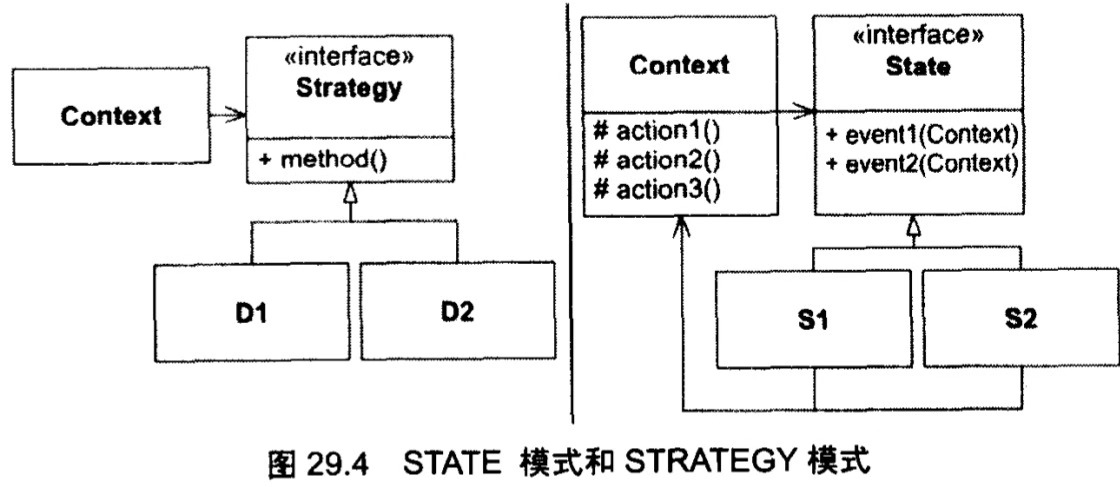 Context
«interface»
Strategy
+ method()
D1
D2
Context
# action1()
# action2()
# action3()
«interface»
State
+ event1(Context)
+ event2(Context)
S1
S2
图 29.4 STATE 模式和 STRATEGY 模式